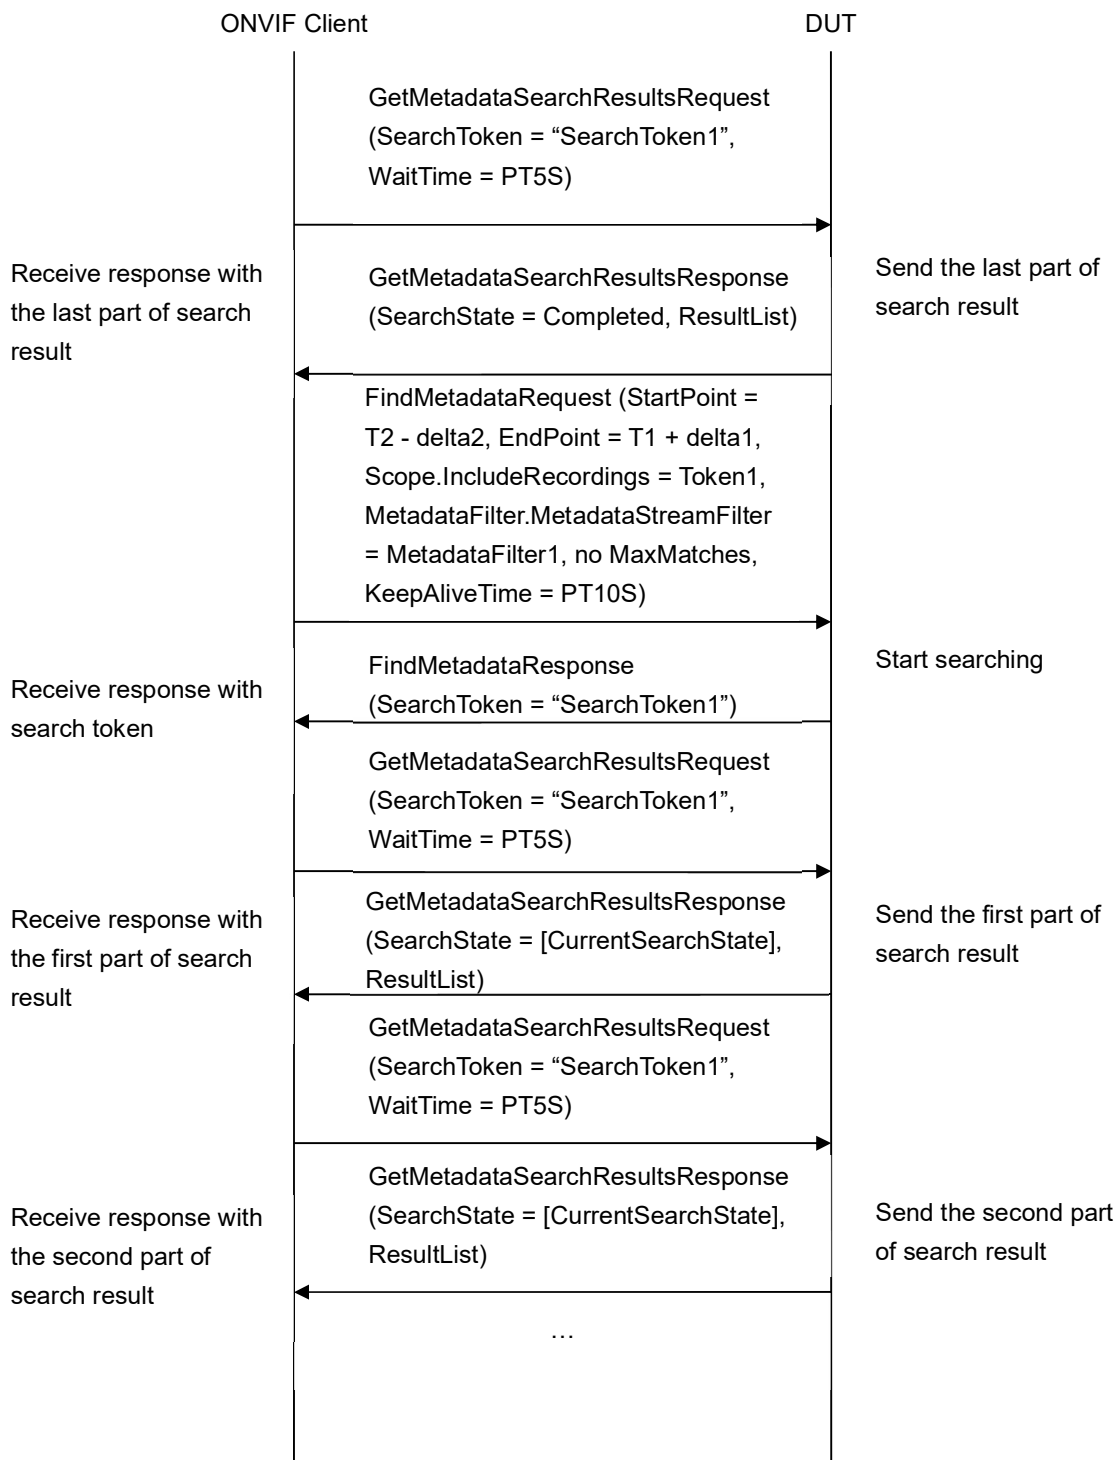 ONVIF Client
DUT
GetMetadataSearchResultsRequest
(SearchToken = “SearchToken1”,
WaitTime = PT5S)
Receive response with
the last part of search
result
GetMetadataSearchResultsResponse
(SearchState = Completed, ResultList)
Send the last part of
search result
FindMetadataRequest (StartPoint =
T2 - delta2, EndPoint = T1 + delta1,
Scope.IncludeRecordings = Token1,
MetadataFilter.MetadataStreamFilter
= MetadataFilter1, no MaxMatches,
KeepAliveTime = PT10S)
Start searching
Receive response with
search token
FindMetadataResponse
(SearchToken = “SearchToken1”)
GetMetadataSearchResultsRequest
(SearchToken = “SearchToken1”,
WaitTime = PT5S)
Receive response with
the first part of search
result
GetMetadataSearchResultsResponse
(SearchState = [CurrentSearchState],
ResultList)
Send the first part of
search result
GetMetadataSearchResultsRequest
(SearchToken = “SearchToken1”,
WaitTime = PT5S)
Receive response with
the second part of
search result
GetMetadataSearchResultsResponse
(SearchState = [CurrentSearchState],
ResultList)
Send the second part
of search result
…